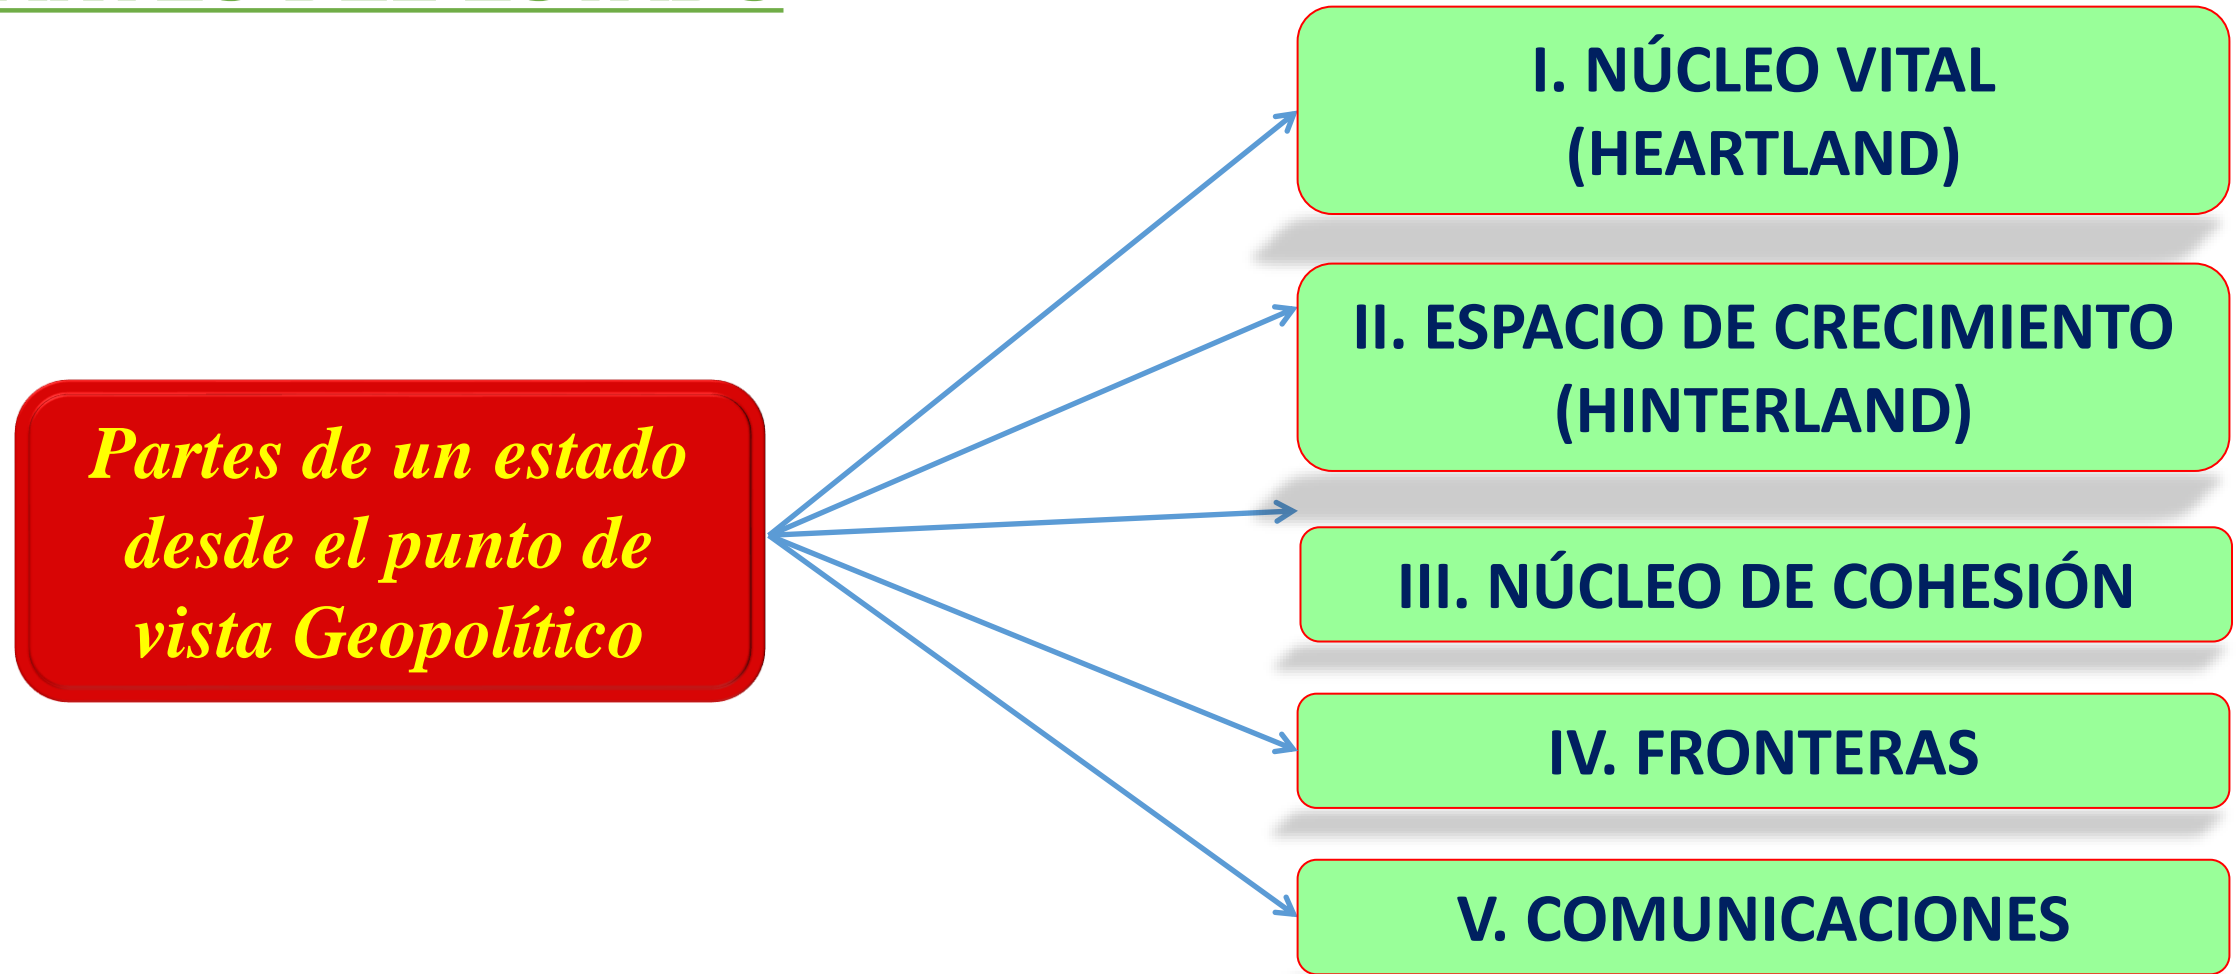 Partes de un estado
desde el punto de
vista Geopolítico
I. NÚCLEO VITAL
(HEARTLAND)
II. ESPACIO DE CRECIMIENTO
(HINTERLAND)
III. NÚCLEO DE COHESIÓN
IV. FRONTERAS
V. COMUNICACIONES